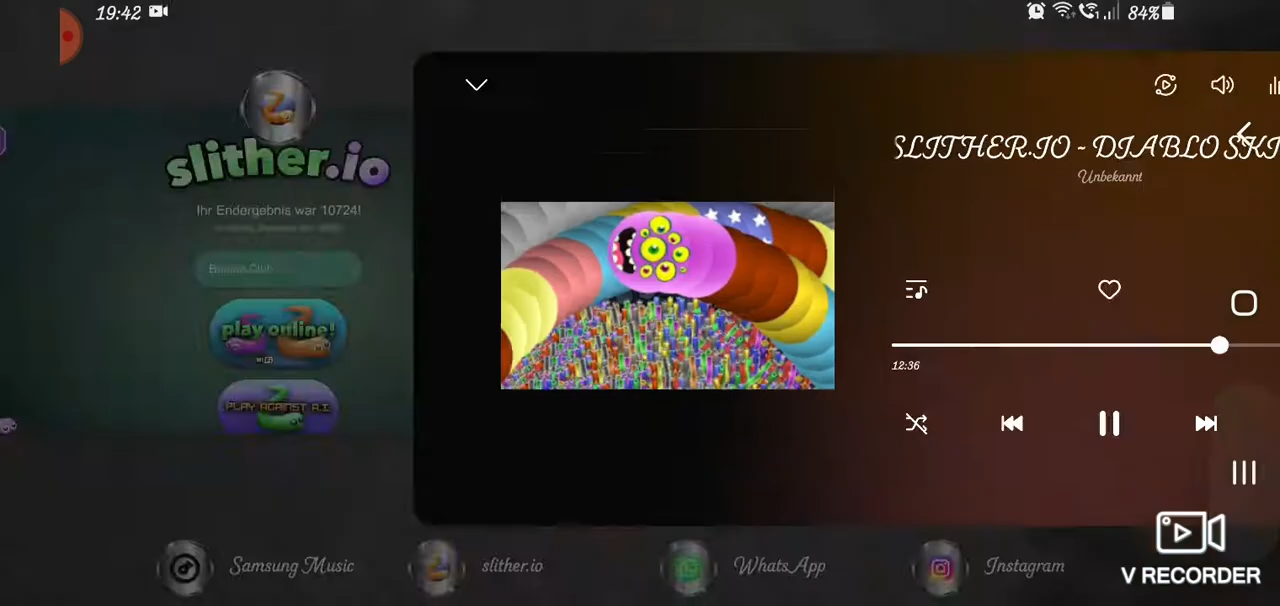 19:42
84%
slither.io
Ihr Endergebnis war 10724!
play online!
PLAY AGAINST A.I.
SLITHER.IO - DIABLO SKI
Unbekannt
12:36
Samsung Music
slither.io
WhatsApp
Instagram
V RECORDER